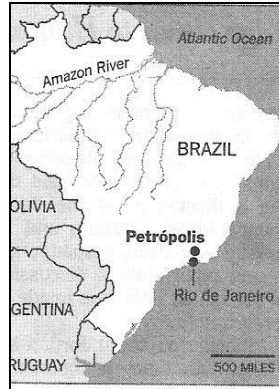 Atlantic Ocean
Amazon River
BRAZIL
OLIVIA
Petrópolis
Rio de Janeiro
GENTINA
RUGUAY
500 MILES